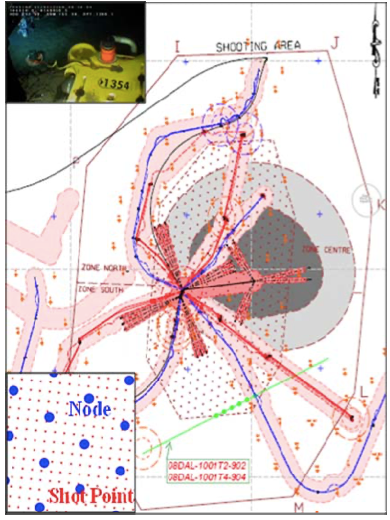 1354
I
SHOOTING AREA
J
K
ZONE NORTH
ZONE CENTRE
ZONE SOUTH
L
Node
Shot Point
08DAL-1001T2-902
08DAL-1001T4-904
M